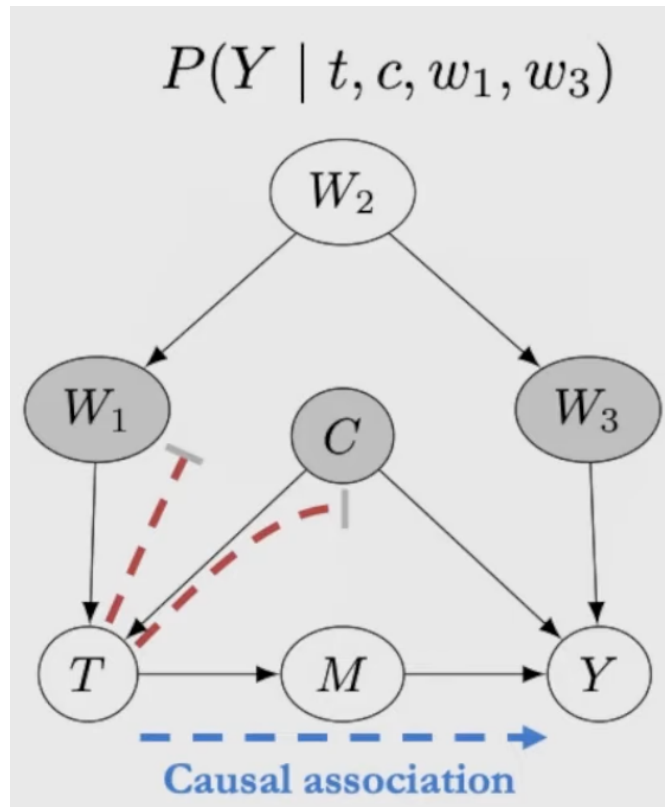 P(Y | t, c, w₁, w₃)
W₂
W₁
C
W₃
T
M
Y
Causal association